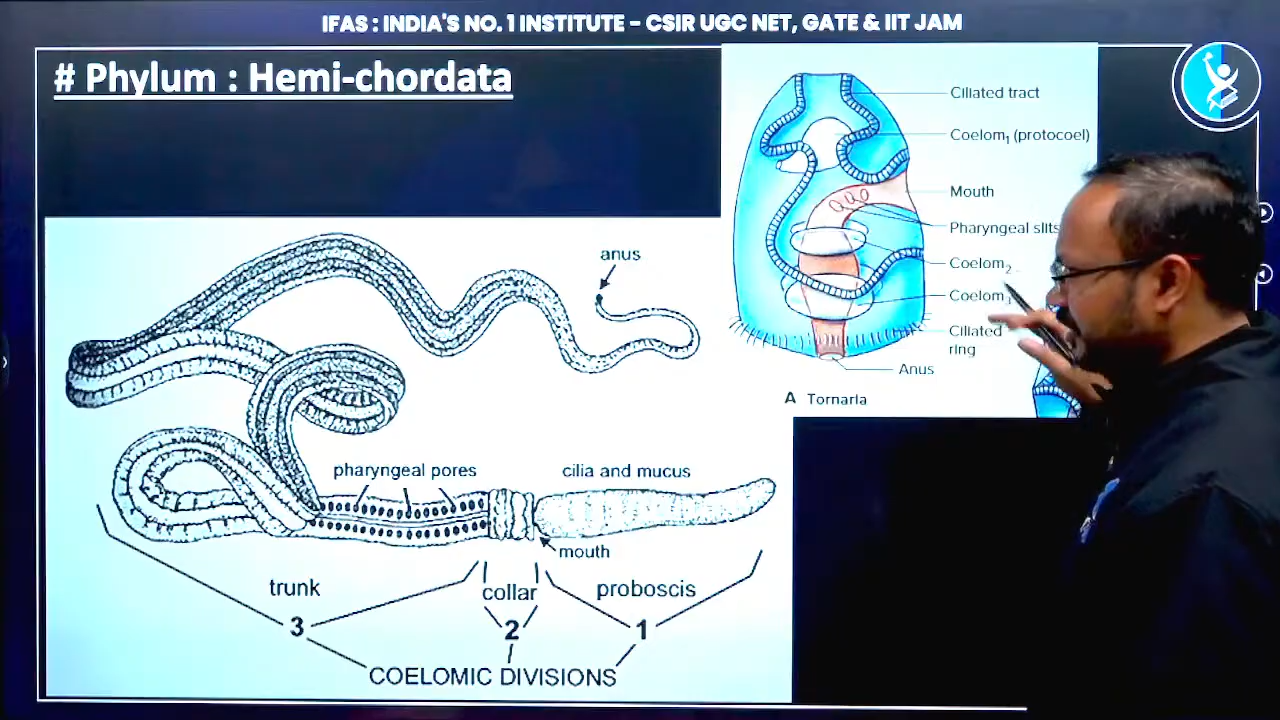 IFAS : INDIA'S NO. 1 INSTITUTE – CSIR UGC NET, GATE & IIT JAM
# Phylum : Hemi-chordata
Ciliated tract
Coelom1 (protocoel)
Mouth
Pharyngeal slits
Coelom2
Coelom3
Ciliated
ring
Anus
A Tornaria
anus
pharyngeal pores
cilia and mucus
mouth
trunk
collar
proboscis
3
2
1
COELOMIC DIVISIONS